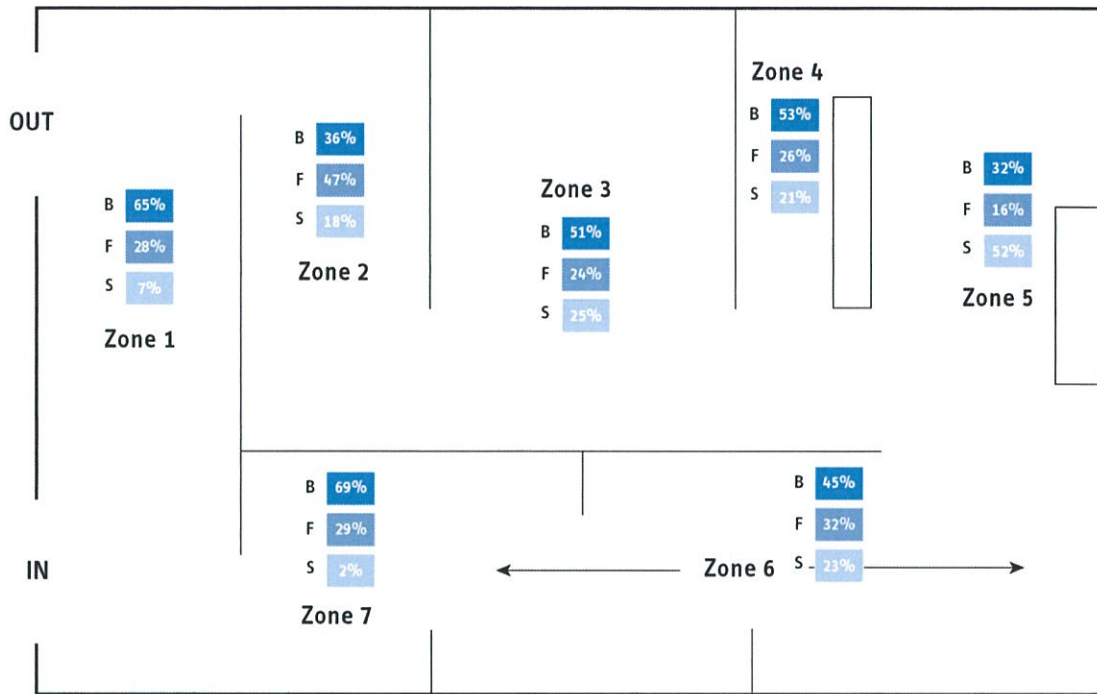 OUT
B 65%
F 28%
S 7%
Zone 1
IN
B 36%
F 47%
S 18%
Zone 2
Zone 3
B 51%
F 24%
S 25%
Zone 4
B 53%
F 26%
S 21%
B 32%
F 16%
S 52%
Zone 5
B 69%
F 29%
S 2%
Zone 7
B 45%
F 32%
S 23%
Zone 6